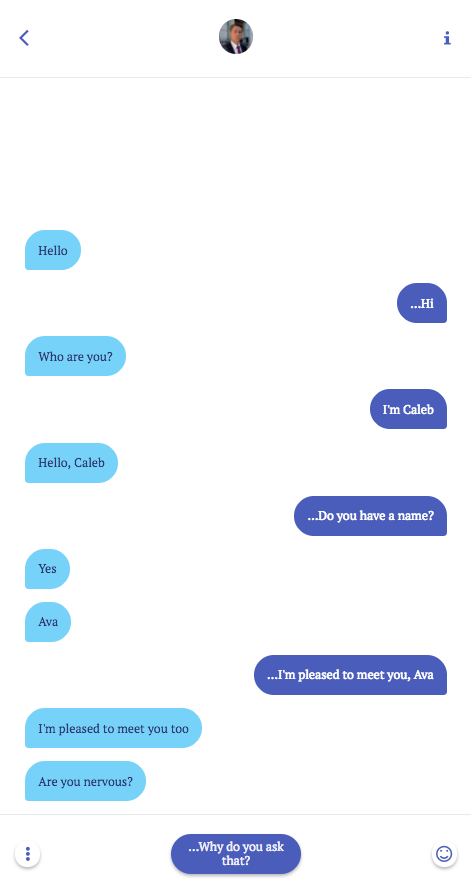 Hello
...Hi
Who are you?
I'm Caleb
Hello, Caleb
...Do you have a name?
Yes
Ava
...I'm pleased to meet you, Ava
I'm pleased to meet you too
Are you nervous?
...Why do you ask
that?